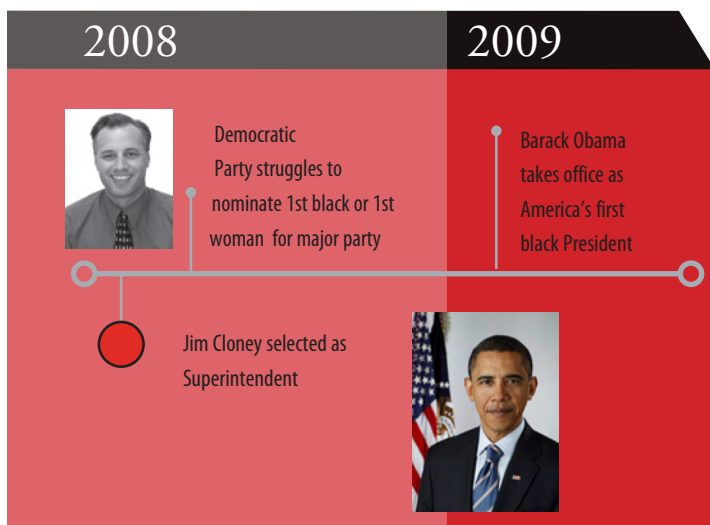 2008
2009
Democratic
Party struggles to
nominate 1st black or 1st
woman for major party
Barack Obama
takes office as
America's first
black President
Jim Cloney selected as
Superintendent